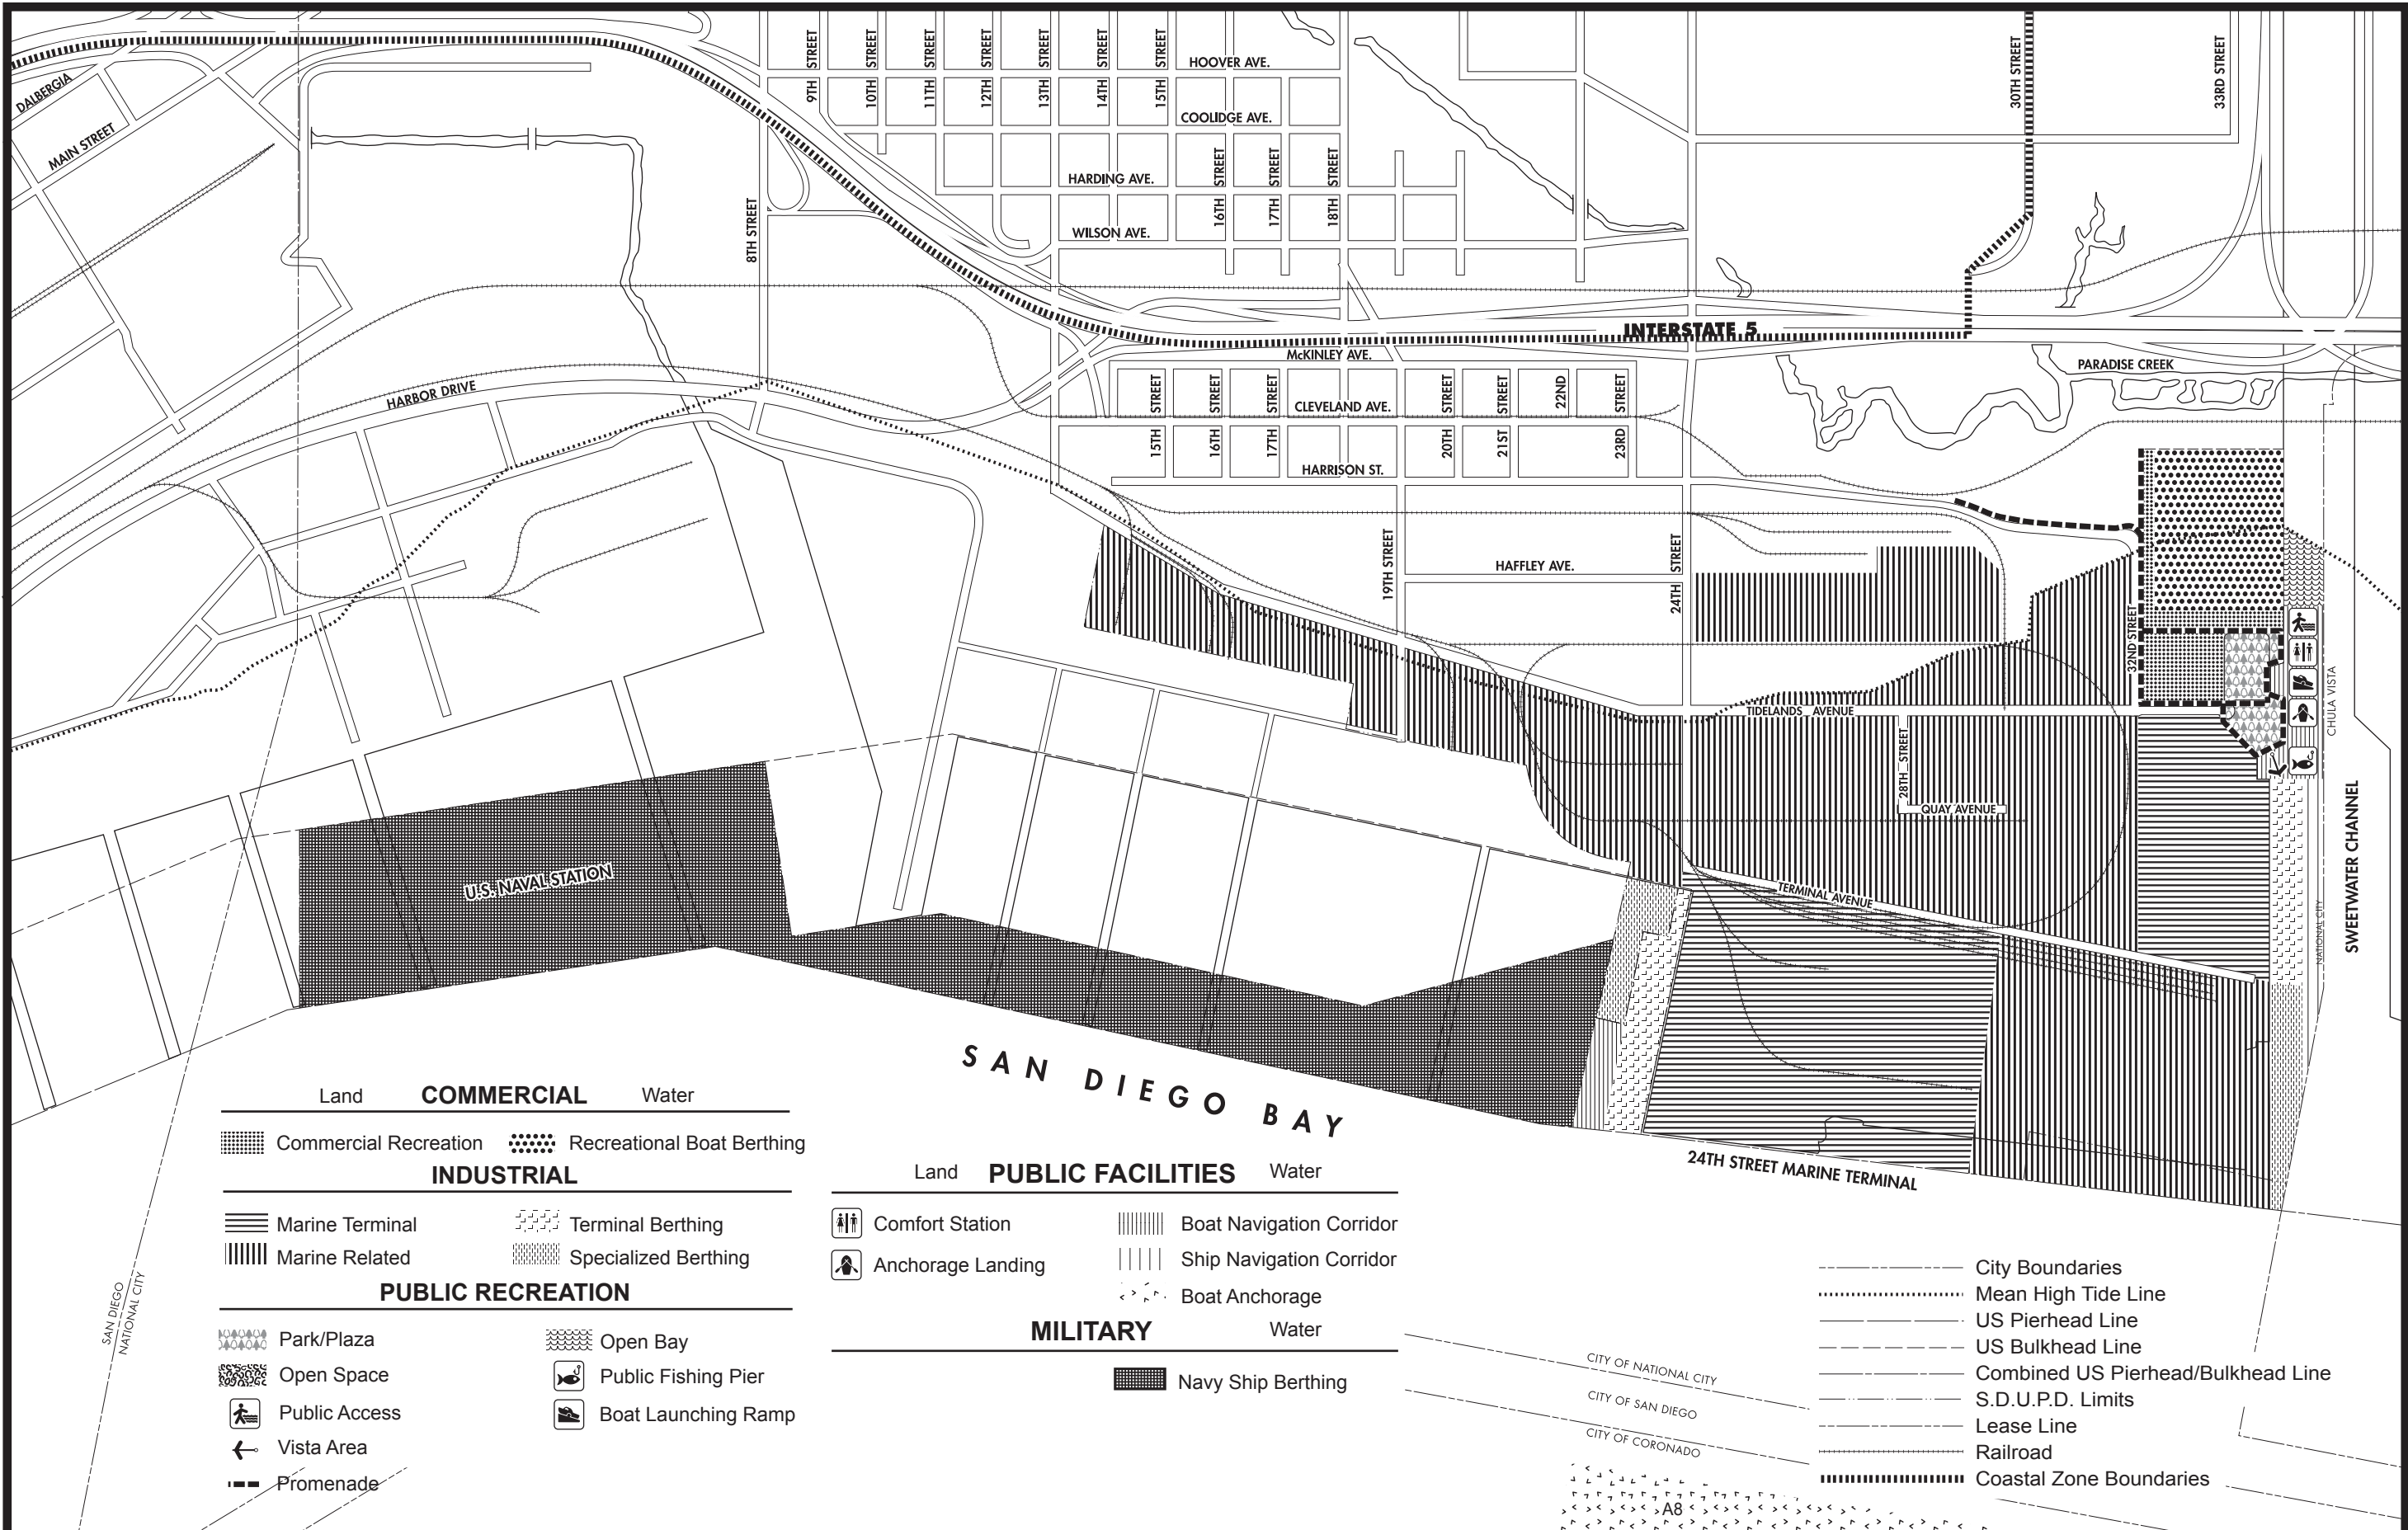 DALBERGIA
MAIN STREET
9TH STREET
10TH STREET
11TH STREET
12TH STREET
13TH STREET
14TH STREET
15TH STREET
HOOVER AVE.
COOLIDGE AVE.
HARDING AVE.
WILSON AVE.
16TH STREET
17TH STREET
18TH STREET
30TH STREET
33RD STREET
8TH STREET
INTERSTATE 5
McKINLEY AVE.
PARADISE CREEK
HARBOR DRIVE
CLEVELAND AVE.
15TH STREET
16TH STREET
17TH STREET
20TH STREET
21ST STREET
22ND
23RD STREET
HARRISON ST.
19TH STREET
HAFFLEY AVE.
24TH STREET
32ND STREET
TIDELANDS AVENUE
28TH STREET
QUAY AVENUE
TERMINAL AVENUE
CHULA VISTA
NATIONAL CITY
SWEETWATER CHANNEL
U.S. NAVAL STATION
SAN DIEGO BAY
24TH STREET MARINE TERMINAL
SAN DIEGO
NATIONAL CITY
Land COMMERCIAL Water
Commercial Recreation Recreational Boat Berthing
INDUSTRIAL
Marine Terminal Terminal Berthing
Marine Related Specialized Berthing
PUBLIC RECREATION
Park/Plaza Open Bay
Open Space Public Fishing Pier
Public Access Boat Launching Ramp
Vista Area
Promenade
Land PUBLIC FACILITIES Water
Comfort Station Boat Navigation Corridor
Anchorage Landing Ship Navigation Corridor
Boat Anchorage
MILITARY Water
Navy Ship Berthing
CITY OF NATIONAL CITY
CITY OF SAN DIEGO
CITY OF CORONADO
A8
City Boundaries
Mean High Tide Line
US Pierhead Line
US Bulkhead Line
Combined US Pierhead/Bulkhead Line
S.D.U.P.D. Limits
Lease Line
Railroad
Coastal Zone Boundaries